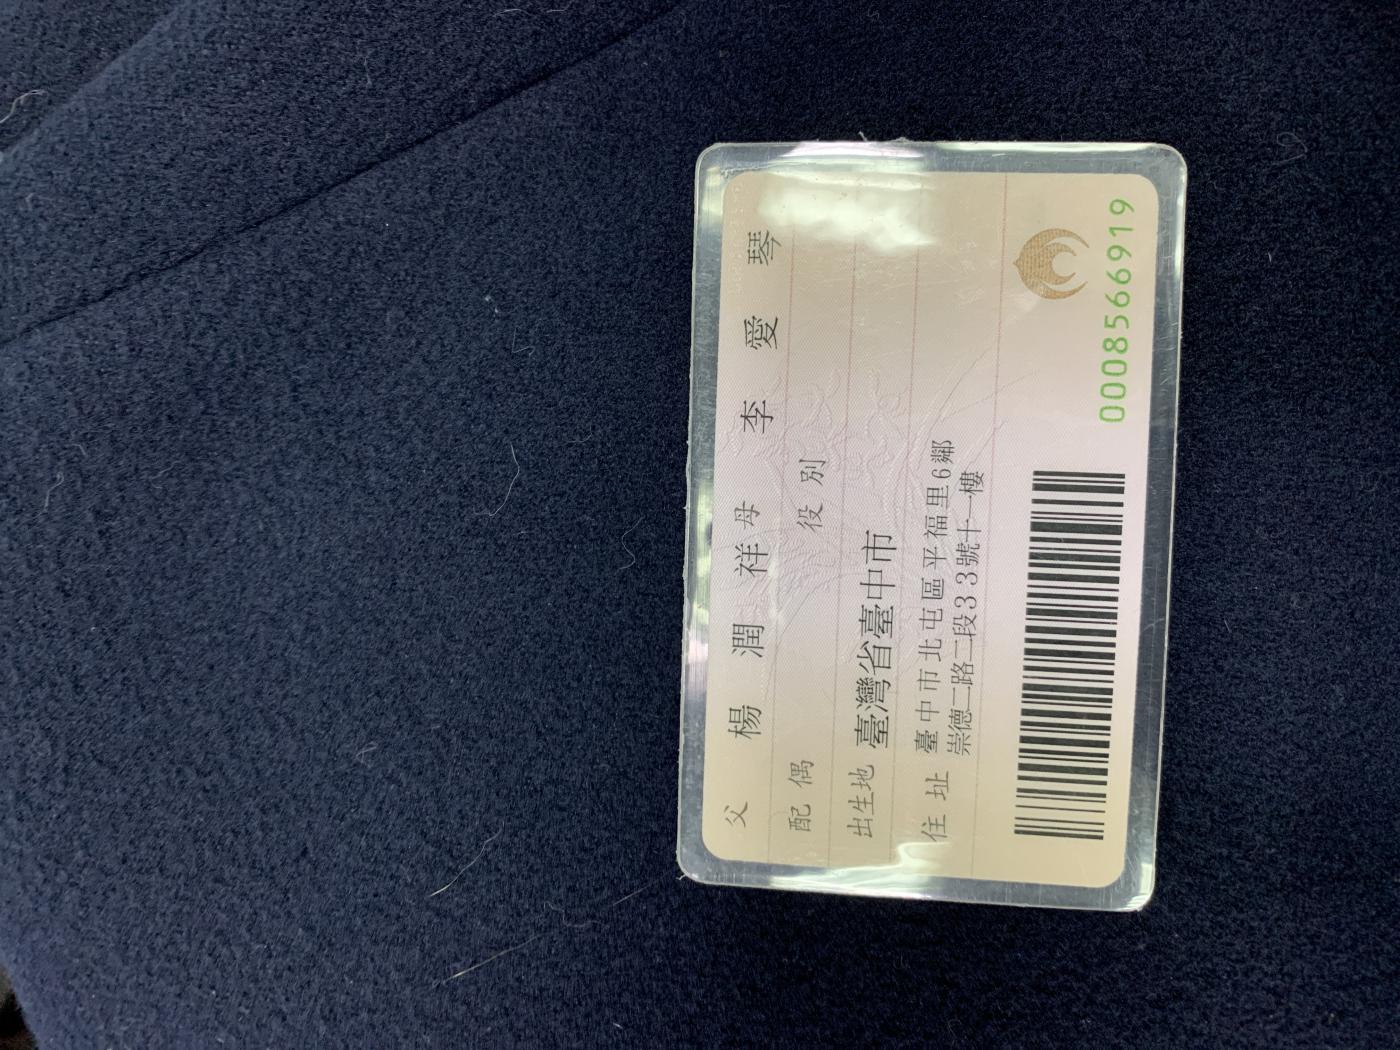 父 楊潤祥 母 李愛琴
配偶 役別
出生地 臺灣省臺中市
住址 臺中市北屯區平福里6鄰
崇德二路二段33號十一樓
0008566919